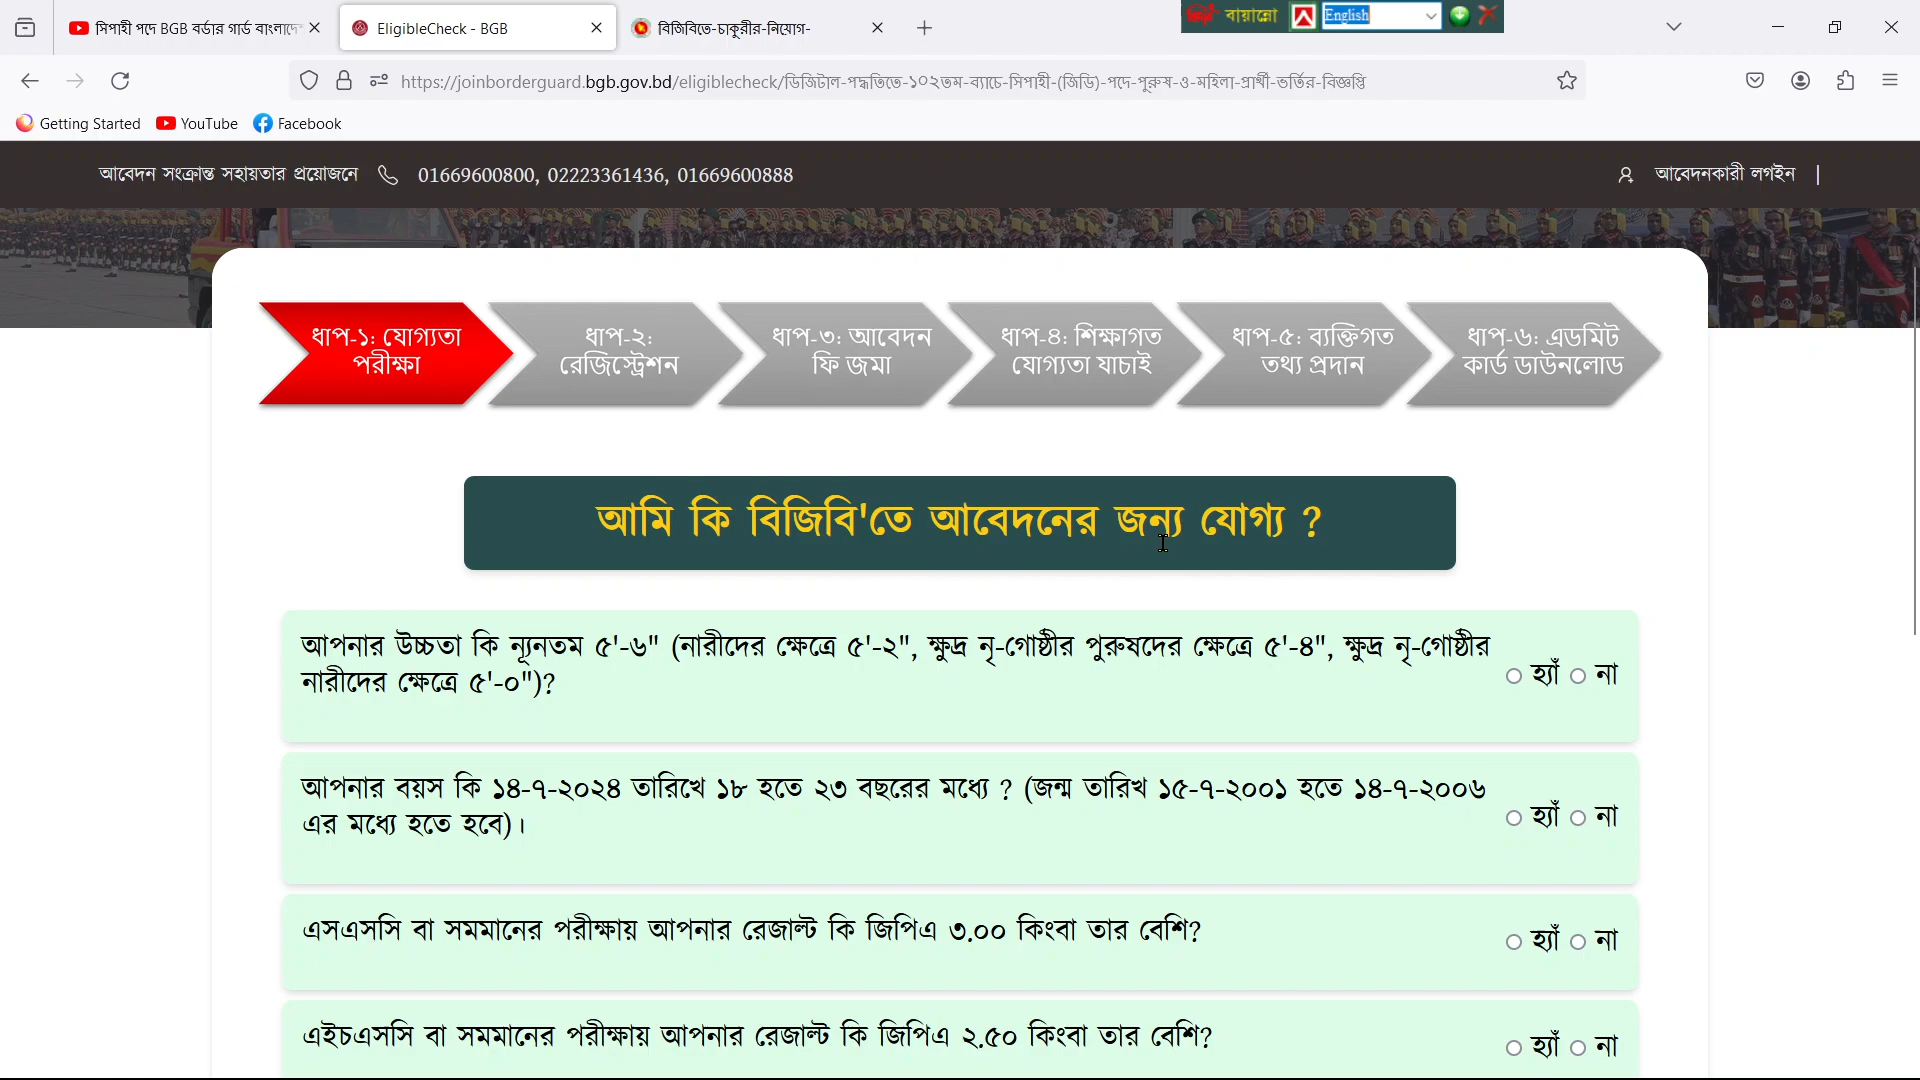 সিপাহী পদে BGB বর্ডার গার্ড বাংলাদেশ
EligibleCheck - BGB
বিজিবিতে-চাকুরীর-নিয়োগ-
বায়ান্নো
English
https://joinborderguard.bgb.gov.bd/eligiblecheck/ডিজিটাল-পদ্ধতিতে-১০২তম-ব্যাচে-সিপাহী-(জিডি)-পদে-পুরুষ-ও-মহিলা-প্রার্থী-ভর্তির-বিজ্ঞপ্তি
Getting Started
YouTube
Facebook
আবেদন সংক্রান্ত সহায়তার প্রয়োজনে 01669600800, 02223361436, 01669600888
আবেদনকারী লগইন |
ধাপ-১: যোগ্যতা
পরীক্ষা
ধাপ-২:
রেজিস্ট্রেশন
ধাপ-৩: আবেদন
ফি জমা
ধাপ-৪: শিক্ষাগত
যোগ্যতা যাচাই
ধাপ-৫: ব্যক্তিগত
তথ্য প্রদান
ধাপ-৬: এডমিট
কার্ড ডাউনলোড
আমি কি বিজিবি'তে আবেদনের জন্য যোগ্য ?
আপনার উচ্চতা কি ন্যূনতম ৫'-৬" (নারীদের ক্ষেত্রে ৫'-২", ক্ষুদ্র নৃ-গোষ্ঠীর পুরুষদের ক্ষেত্রে ৫'-৪", ক্ষুদ্র নৃ-গোষ্ঠীর
নারীদের ক্ষেত্রে ৫'-০")?
হ্যাঁ না
আপনার বয়স কি ১৪-৭-২০২৪ তারিখে ১৮ হতে ২৩ বছরের মধ্যে ? (জন্ম তারিখ ১৫-৭-২০০১ হতে ১৪-৭-২০০৬
এর মধ্যে হতে হবে)।
হ্যাঁ না
এসএসসি বা সমমানের পরীক্ষায় আপনার রেজাল্ট কি জিপিএ ৩.০০ কিংবা তার বেশি?
হ্যাঁ না
এইচএসসি বা সমমানের পরীক্ষায় আপনার রেজাল্ট কি জিপিএ ২.৫০ কিংবা তার বেশি?
হ্যাঁ না